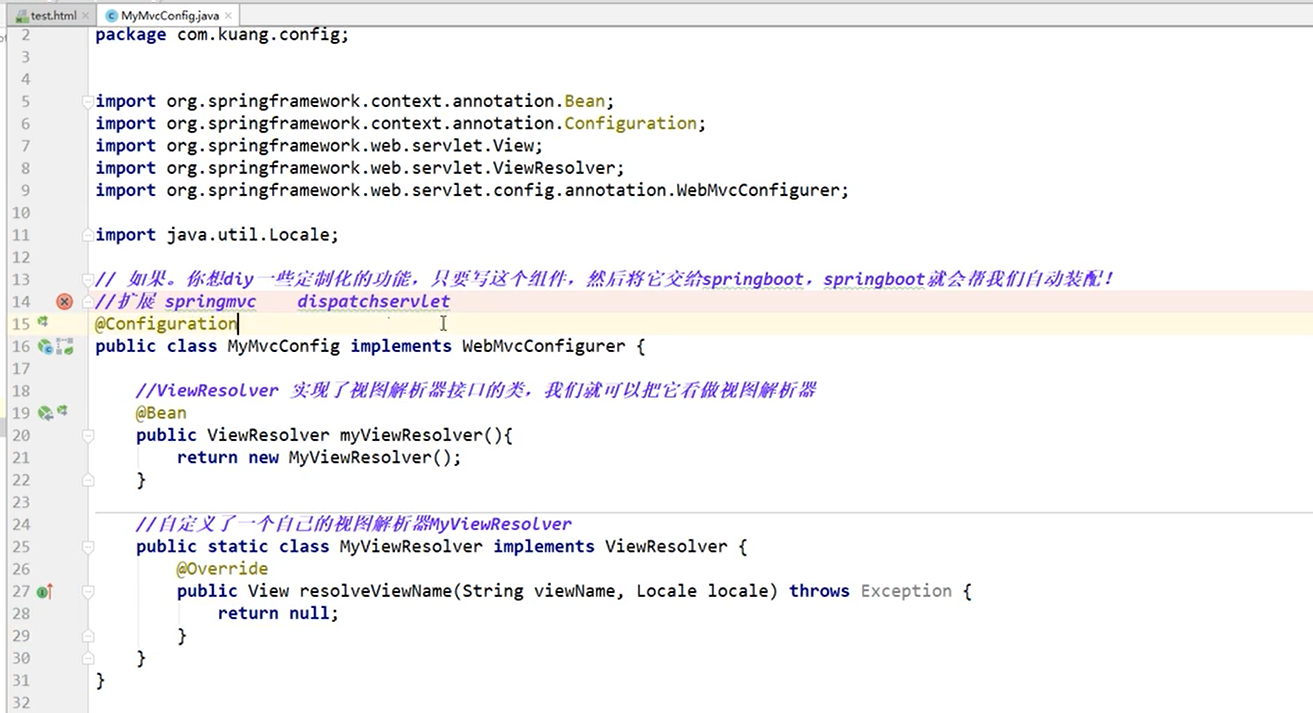 test.html
MyMvcConfig.java
2 package com.kuang.config;
3
4
5 import org.springframework.context.annotation.Bean;
6 import org.springframework.context.annotation.Configuration;
7 import org.springframework.web.servlet.View;
8 import org.springframework.web.servlet.ViewResolver;
9 import org.springframework.web.servlet.config.annotation.WebMvcConfigurer;
10
11 import java.util.Locale;
12
13 // 如果。你想diy一些定制化的功能，只要写这个组件，然后将它交给springboot，springboot就会帮我们自动装配！
14 //扩展 springmvc    dispatchservlet
15 @Configuration
16 public class MyMvcConfig implements WebMvcConfigurer {
17
18     //ViewResolver 实现了视图解析器接口的类，我们就可以把它看做视图解析器
19     @Bean
20     public ViewResolver myViewResolver(){
21         return new MyViewResolver();
22     }
23
24     //自定义了一个自己的视图解析器MyViewResolver
25     public static class MyViewResolver implements ViewResolver {
26         @Override
27         public View resolveViewName(String viewName, Locale locale) throws Exception {
28             return null;
29         }
30     }
31 }
32